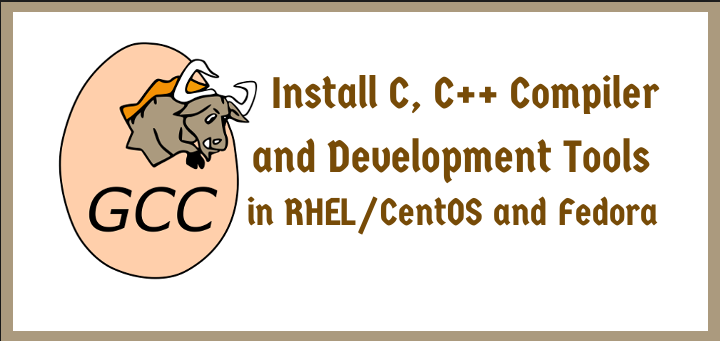 Install C, C++ Compiler
and Development Tools
in RHEL/CentOS and Fedora
GCC